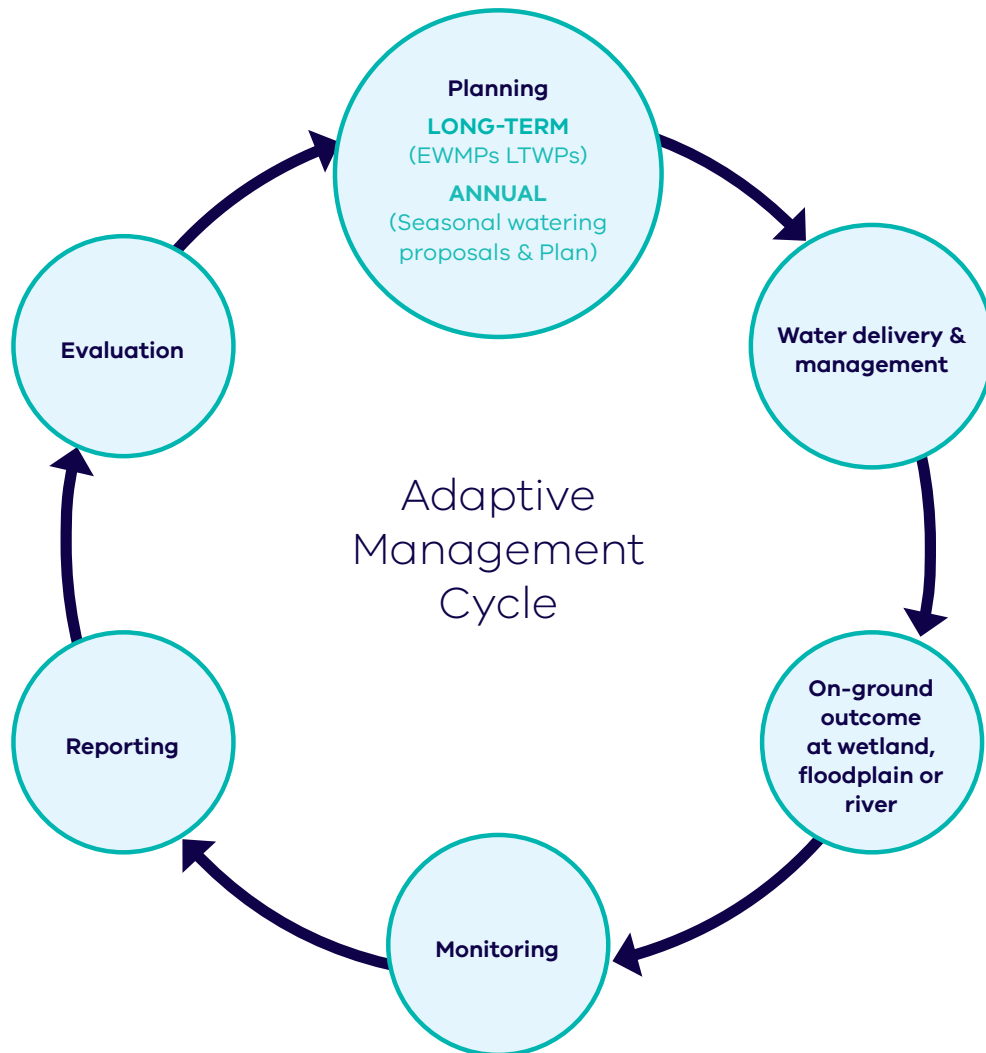 Planning
LONG-TERM
(EWMPs LTWPs)
ANNUAL
(Seasonal watering
proposals & Plan)
Water delivery &
management
On-ground
outcome
at wetland,
floodplain or
river
Monitoring
Reporting
Evaluation
Adaptive
Management
Cycle